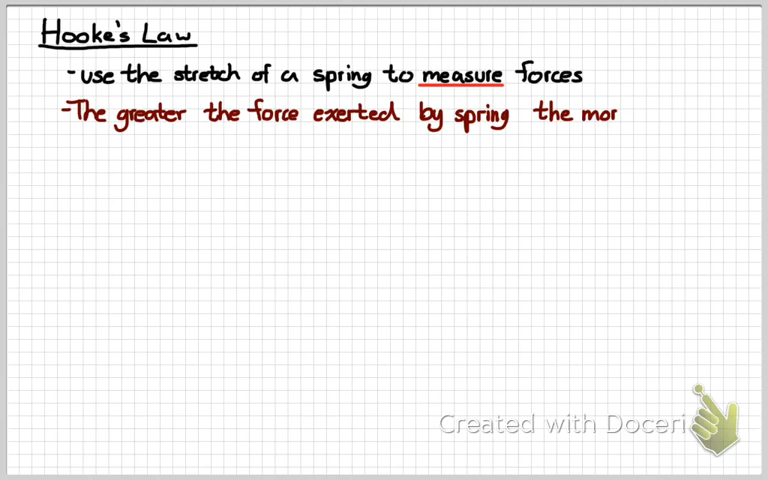 Hooke's Law
-use the stretch of a spring to measure forces
-The greater the force exerted by spring the mor
Created with Doceri